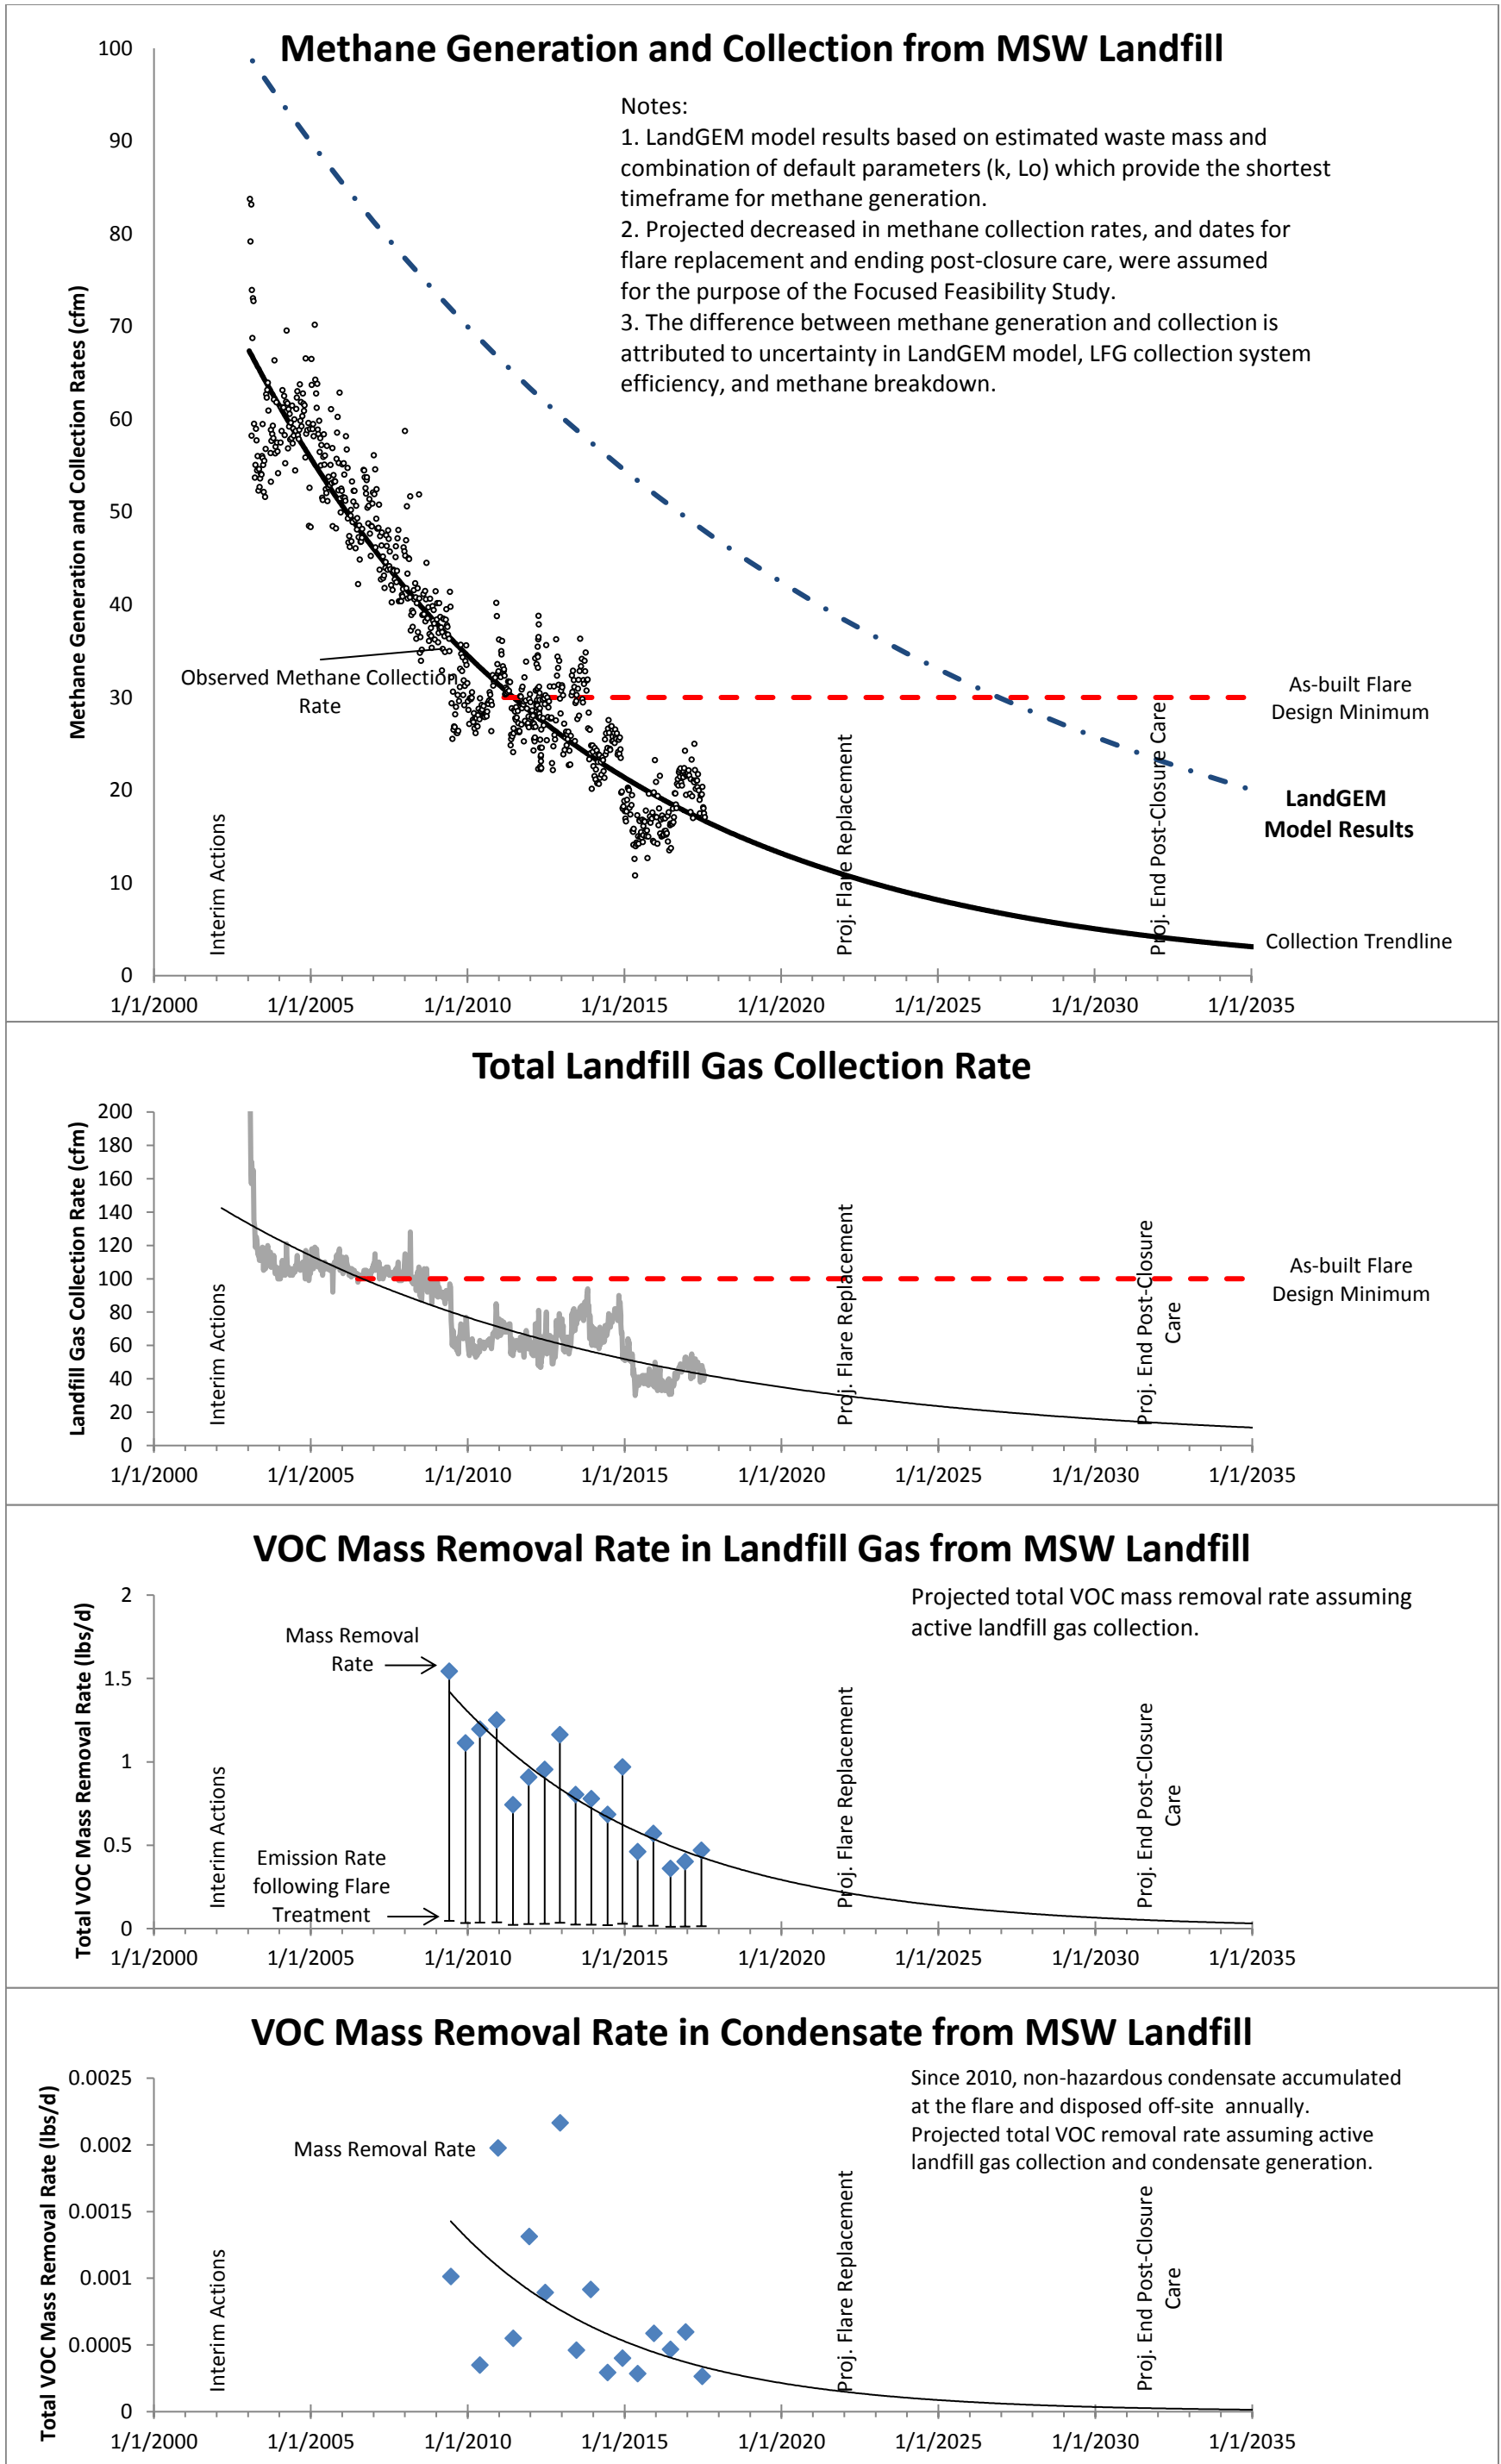 Methane Generation and Collection from MSW Landfill
Methane Generation and Collection Rates (cfm)
100
90
80
70
60
50
40
30
20
10
0
Notes:
1. LandGEM model results based on estimated waste mass and
combination of default parameters (k, Lo) which provide the shortest
timeframe for methane generation.
2. Projected decreased in methane collection rates, and dates for
flare replacement and ending post-closure care, were assumed
for the purpose of the Focused Feasibility Study.
3. The difference between methane generation and collection is
attributed to uncertainty in LandGEM model, LFG collection system
efficiency, and methane breakdown.
Observed Methane Collection
Rate
As-built Flare
Design Minimum
LandGEM
Model Results
Collection Trendline
Interim Actions
Proj. Flare Replacement
Proj. End Post-Closure Care
1/1/2000
1/1/2005
1/1/2010
1/1/2015
1/1/2020
1/1/2025
1/1/2030
1/1/2035
Total Landfill Gas Collection Rate
Landfill Gas Collection Rate (cfm)
200
180
160
140
120
100
80
60
40
20
0
As-built Flare
Design Minimum
Interim Actions
Proj. Flare Replacement
Proj. End Post-Closure
Care
1/1/2000
1/1/2005
1/1/2010
1/1/2015
1/1/2020
1/1/2025
1/1/2030
1/1/2035
VOC Mass Removal Rate in Landfill Gas from MSW Landfill
Total VOC Mass Removal Rate (lbs/d)
2
1.5
1
0.5
0
Projected total VOC mass removal rate assuming
active landfill gas collection.
Mass Removal
Rate
Emission Rate
following Flare
Treatment
Interim Actions
Proj. Flare Replacement
Proj. End Post-Closure
Care
1/1/2000
1/1/2005
1/1/2010
1/1/2015
1/1/2020
1/1/2025
1/1/2030
1/1/2035
VOC Mass Removal Rate in Condensate from MSW Landfill
Total VOC Mass Removal Rate (lbs/d)
0.0025
0.002
0.0015
0.001
0.0005
0
Since 2010, non-hazardous condensate accumulated
at the flare and disposed off-site annually.
Projected total VOC removal rate assuming active
landfill gas collection and condensate generation.
Mass Removal Rate
Interim Actions
Proj. Flare Replacement
Proj. End Post-Closure
Care
1/1/2000
1/1/2005
1/1/2010
1/1/2015
1/1/2020
1/1/2025
1/1/2030
1/1/2035